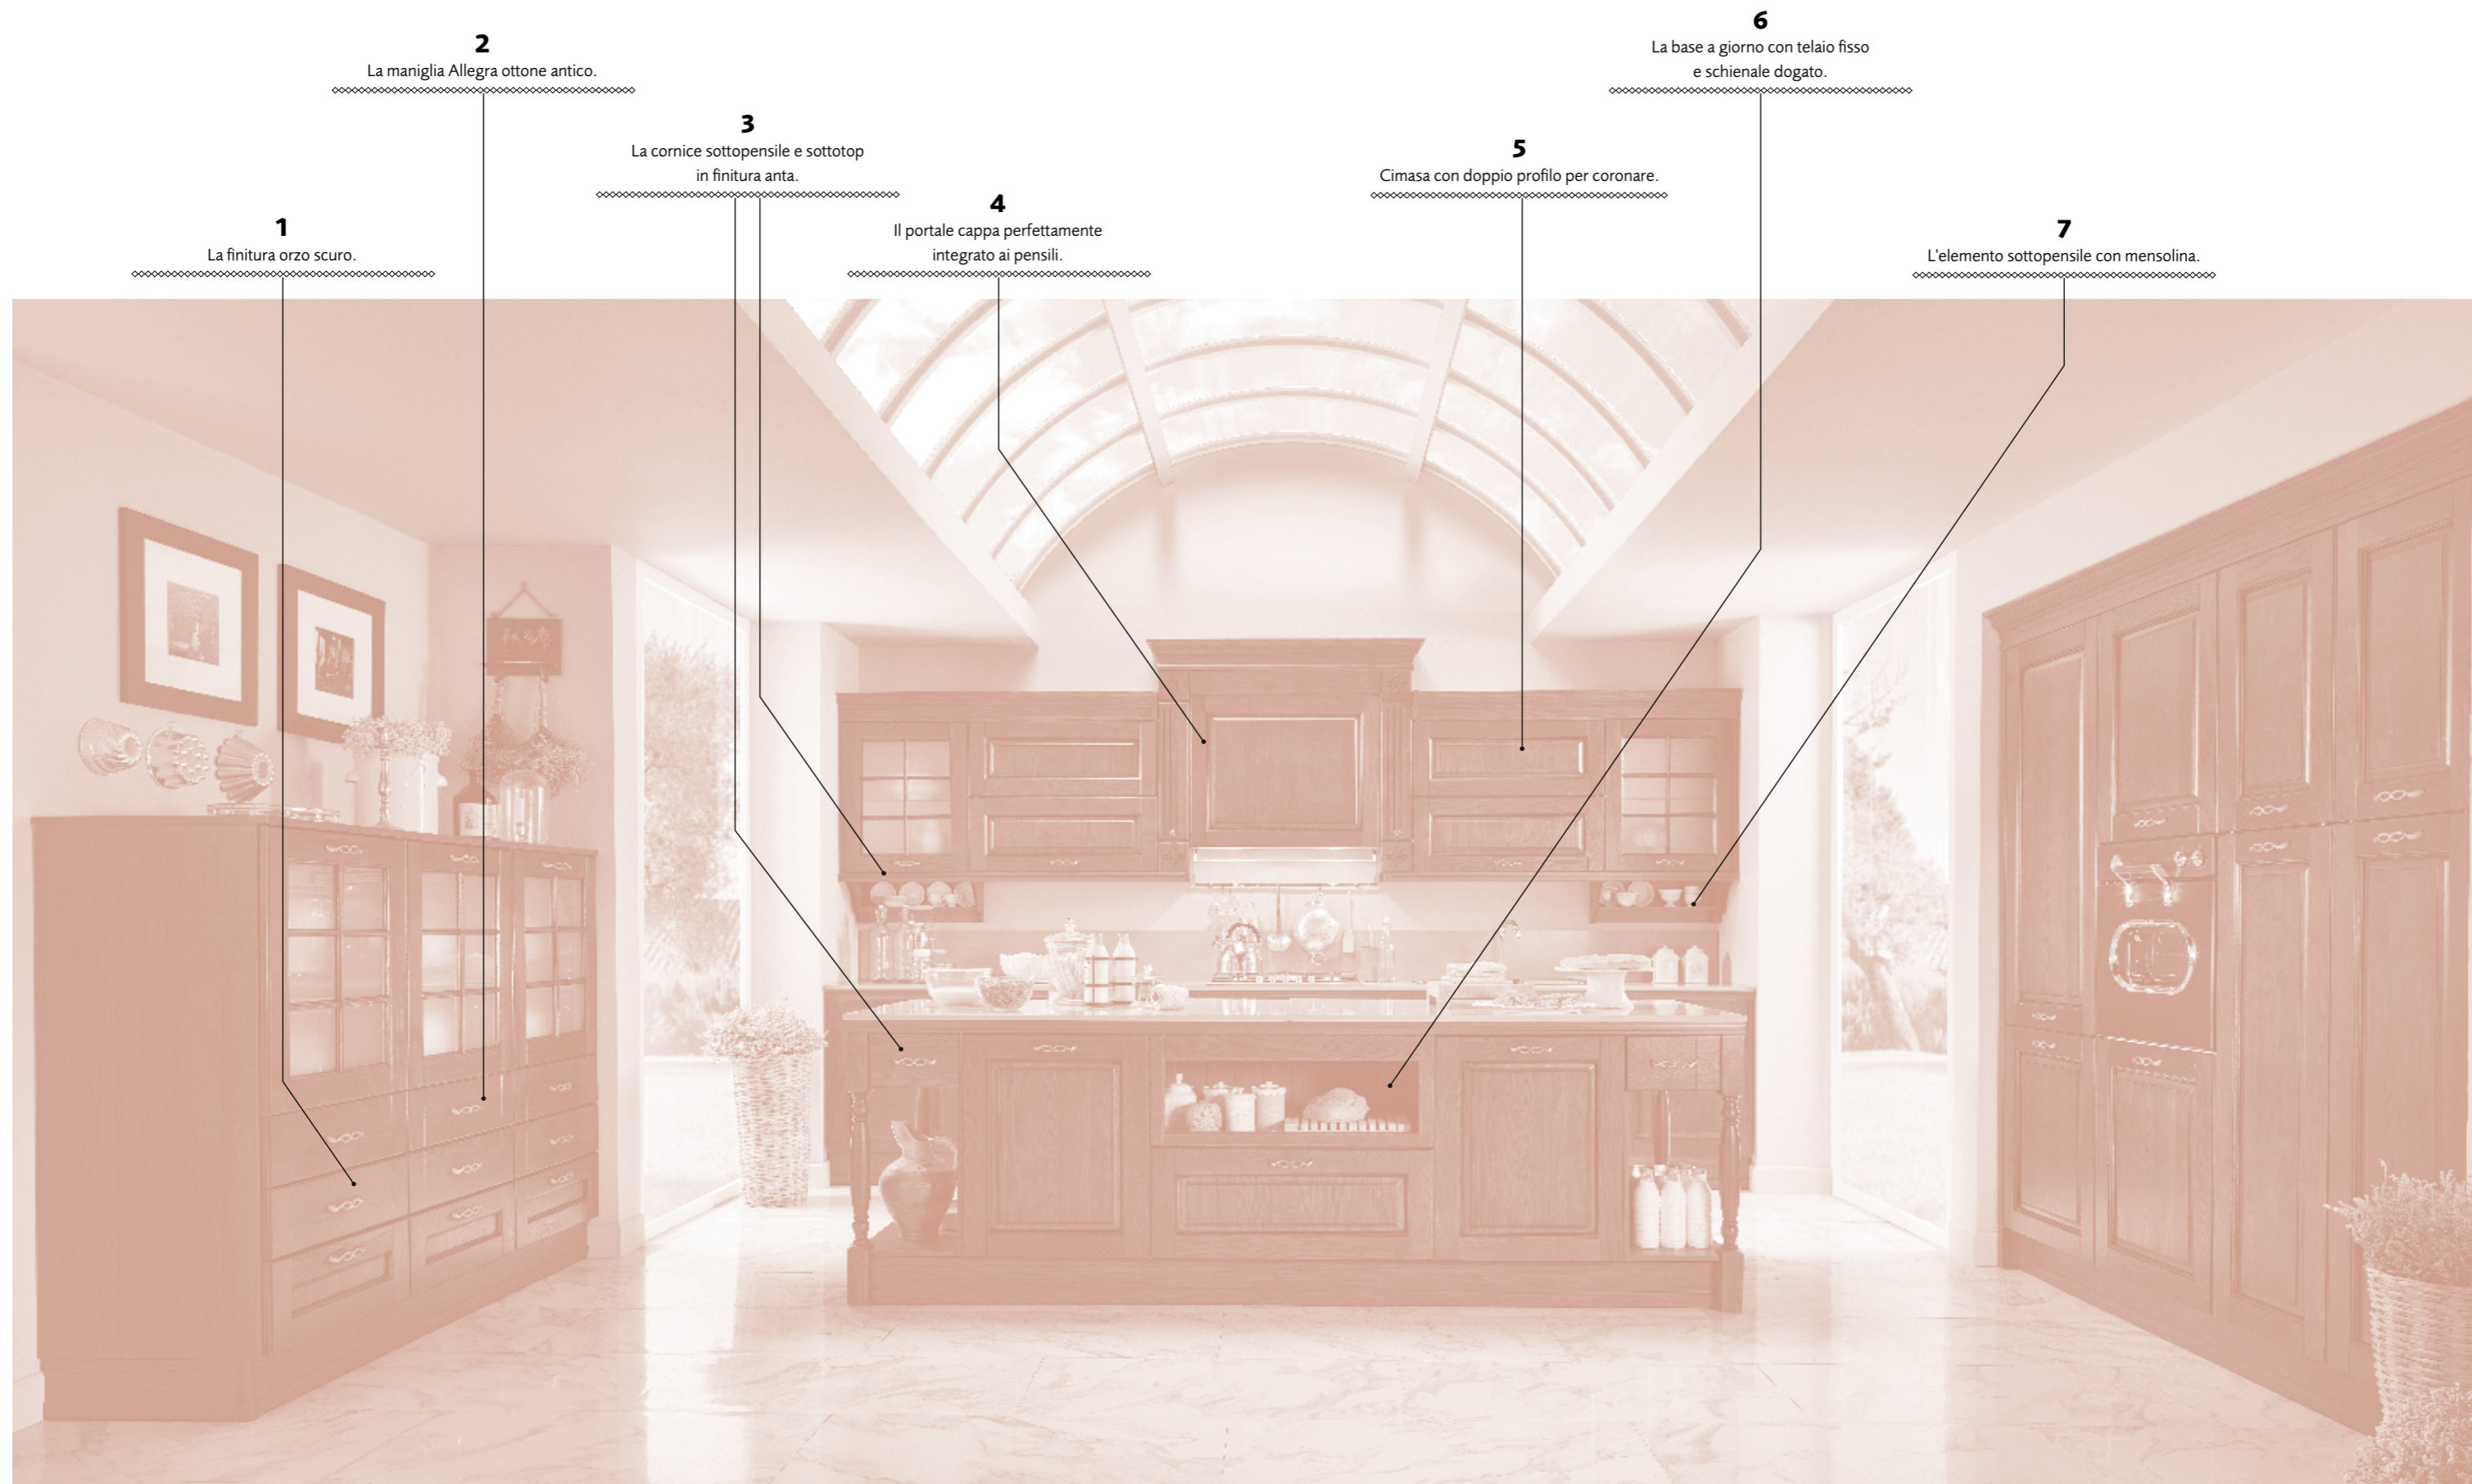 1
La finitura orzo scuro.
2
La maniglia Allegra ottone antico.
3
La cornice sottopensile e sottotop
in finitura anta.
4
Il portale cappa perfettamente
integrato ai pensili.
5
Cimasa con doppio profilo per coronare.
6
La base a giorno con telaio fisso
e schienale dogato.
7
L'elemento sottopensile con mensolina.